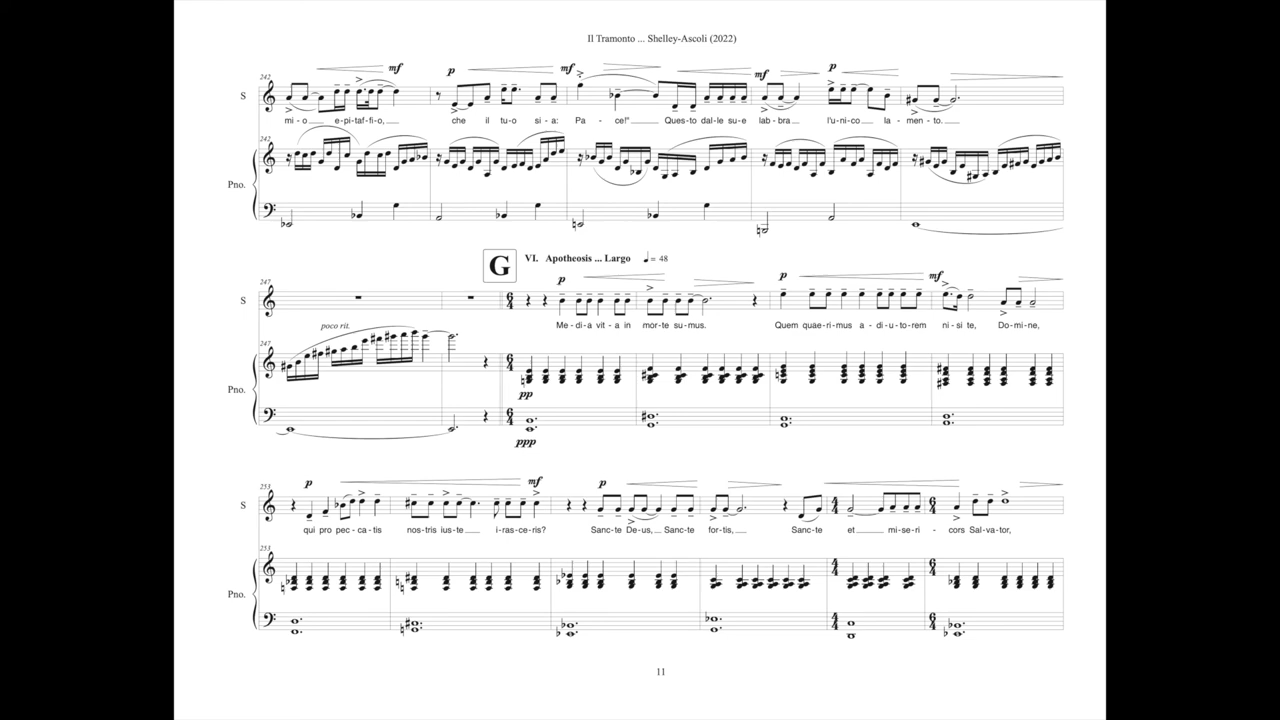 Il Tramonto ... Shelley-Ascoli (2022)
242 mf p mf mf p
S
mi - o epi-taf-fi-o, che il tu-o si - a: Pa - ce!" Ques-to dal-le su-e lab-bra l'u-ni-co la-men-to.
242
Pno.
G VI. Apotheosis ... Largo ♩ = 48
247 p p mf
S
Me-di-a vit-a in mor-te su-mus. Quem quae-ri-mus a-di-u-to-rem ni-si te, Do-mi-ne,
poco rit.
247
Pno.
pp
ppp
253 p mf p
S
qui pro pec-ca-tis nos-tris ius-te i-ras-ce-ris? Sanc-te De-us, Sanc-te for-tis, Sanc-te et mi-se-ri-cors Sal-va-tor,
253
Pno.
11